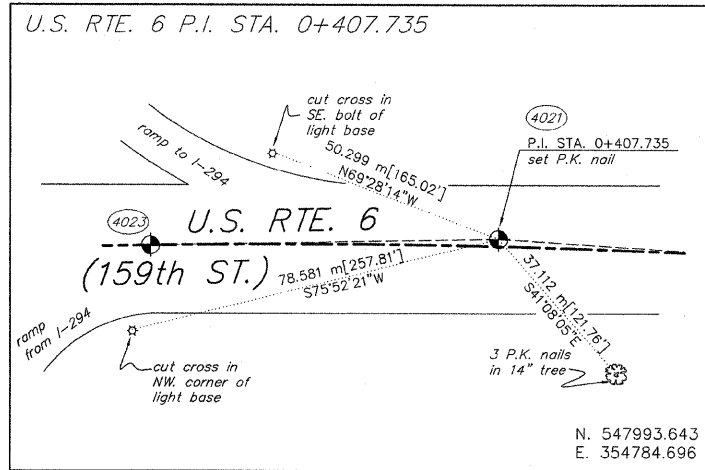 U.S. RTE. 6 P.I. STA. 0+407.735
cut cross in
SE. bolt of
light base
ramp to I-294
50.299 m[165.02']
N69°28'14"W
4021
P.I. STA. 0+407.735
set P.K. nail
4023
U.S. RTE. 6
(159th ST.)
78.581 m[257.81']
S75°52'21"W
37.112 m[121.76']
S41°08'05"E
ramp
from I-294
cut cross in
NW. corner of
light base
3 P.K. nails
in 14" tree
N. 547993.643
E. 354784.696